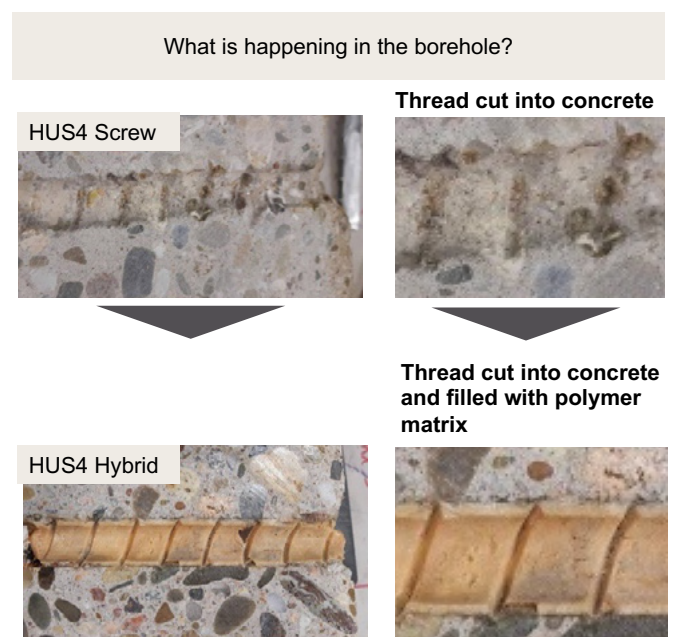 What is happening in the borehole?
Thread cut into concrete
HUS4 Screw
Thread cut into concrete
and filled with polymer
matrix
HUS4 Hybrid